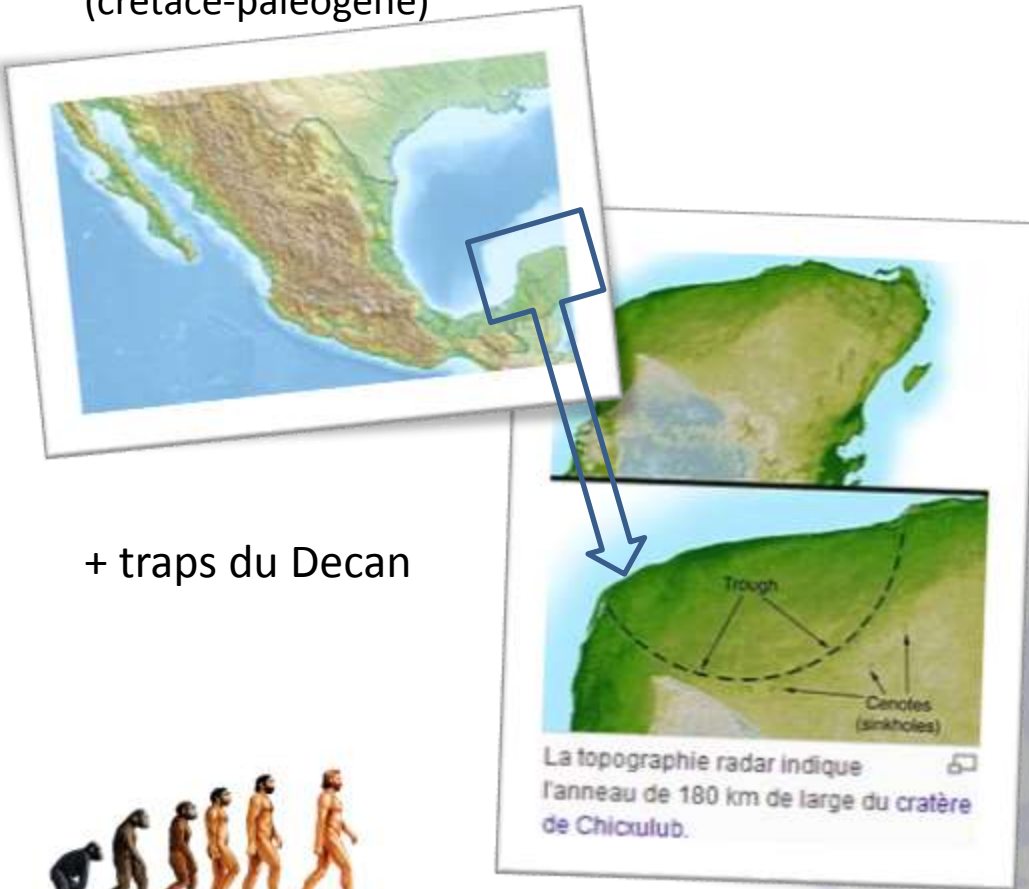 (crétacé-paléogène)
+ traps du Decan
Trough
Cenotes
(sinkholes)
La topographie radar indique
l'anneau de 180 km de large du cratère
de Chicxulub.